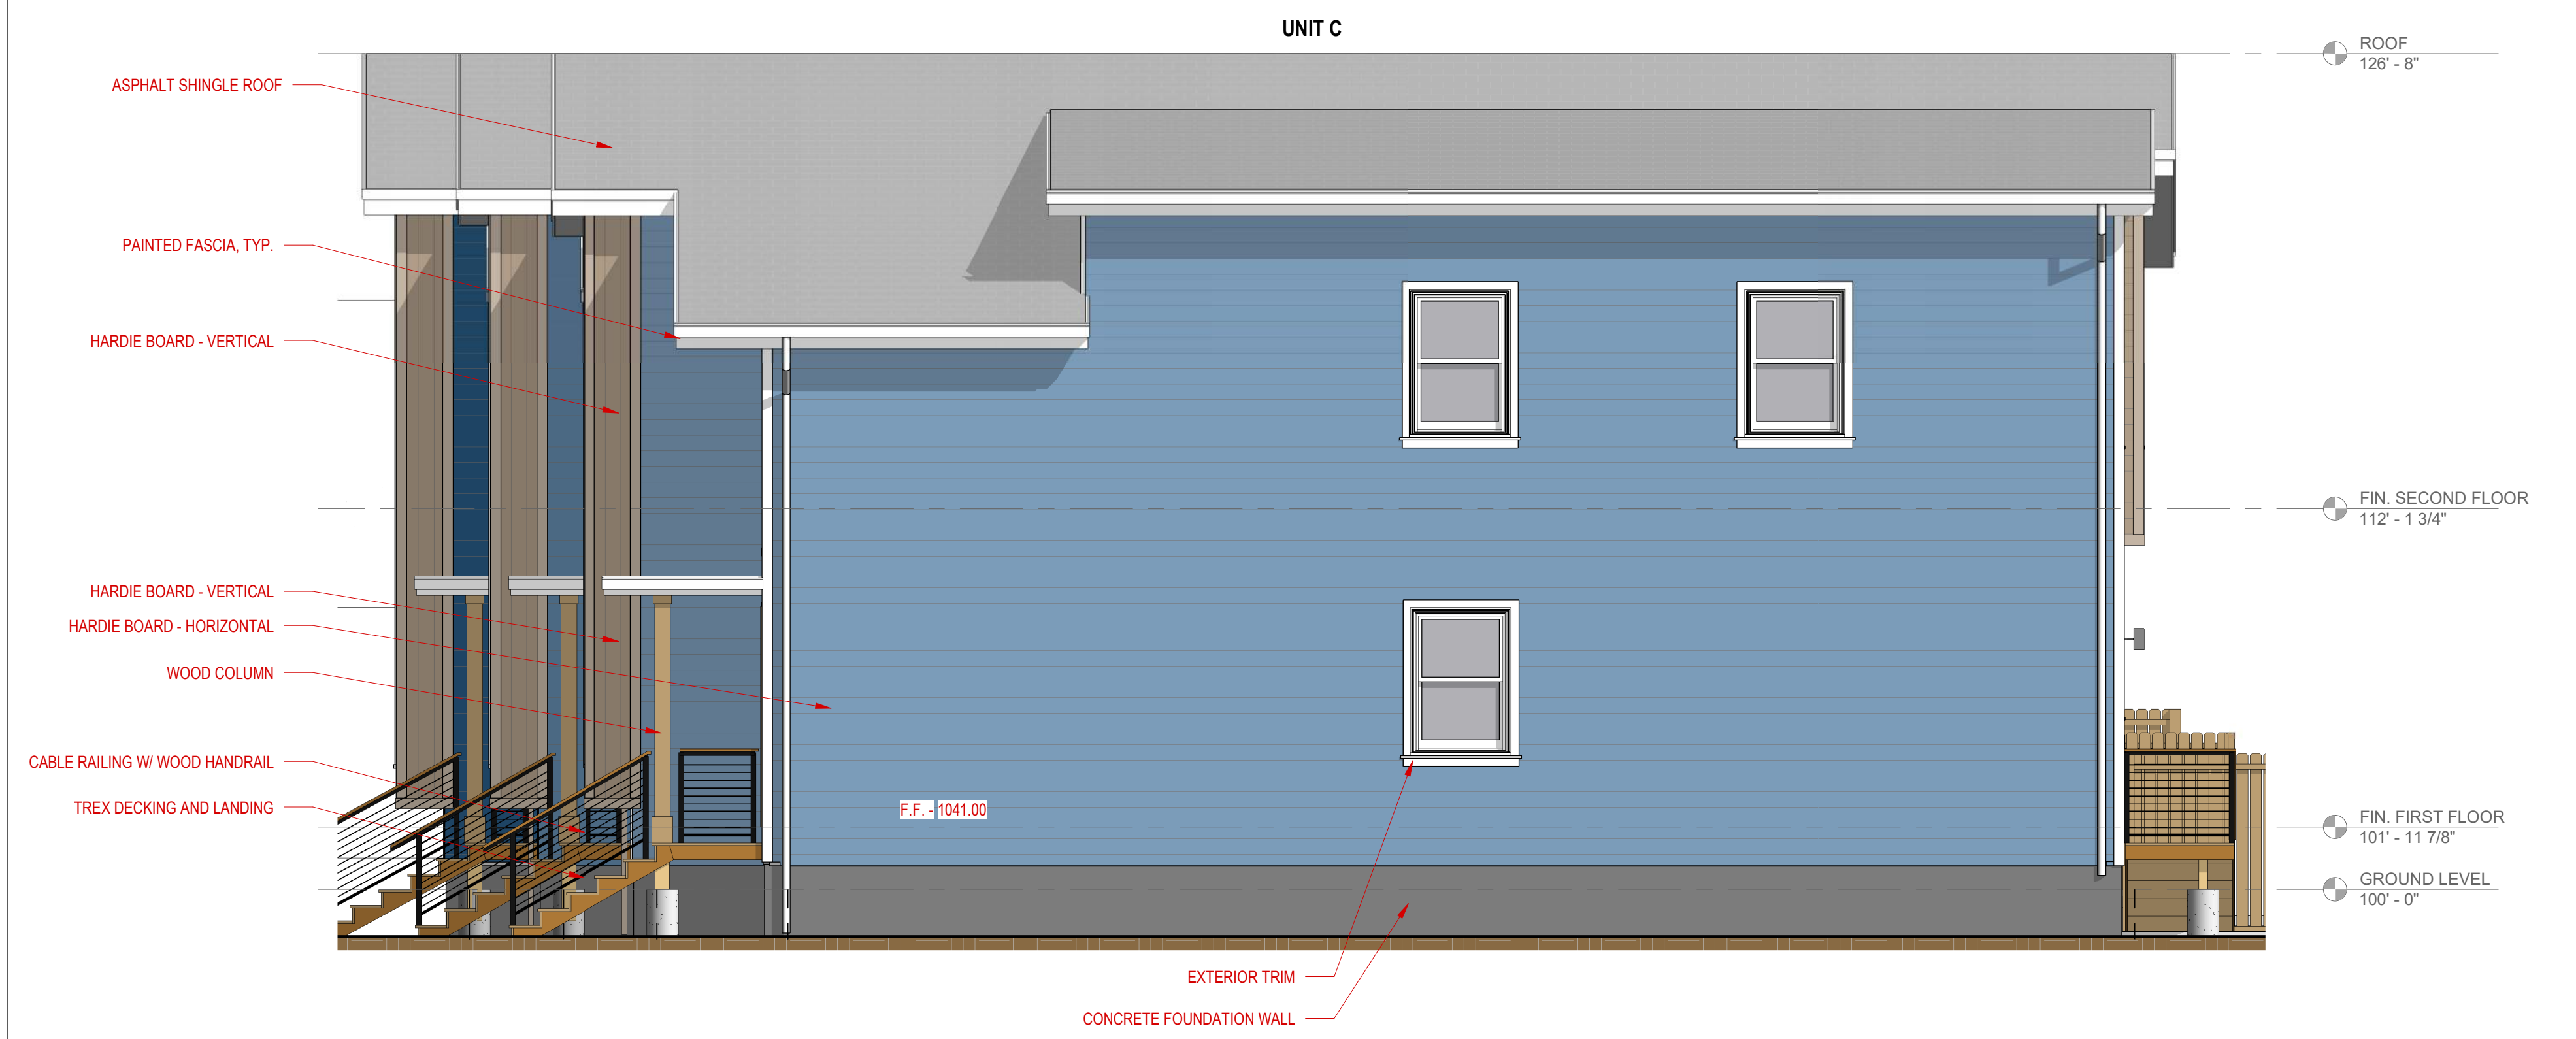 UNIT C
ROOF
126' - 8"
ASPHALT SHINGLE ROOF
PAINTED FASCIA, TYP.
HARDIE BOARD - VERTICAL
FIN. SECOND FLOOR
112' - 1 3/4"
HARDIE BOARD - VERTICAL
HARDIE BOARD - HORIZONTAL
WOOD COLUMN
CABLE RAILING W/ WOOD HANDRAIL
TREX DECKING AND LANDING
F.F. - 1041.00
FIN. FIRST FLOOR
101' - 11 7/8"
GROUND LEVEL
100' - 0"
EXTERIOR TRIM
CONCRETE FOUNDATION WALL